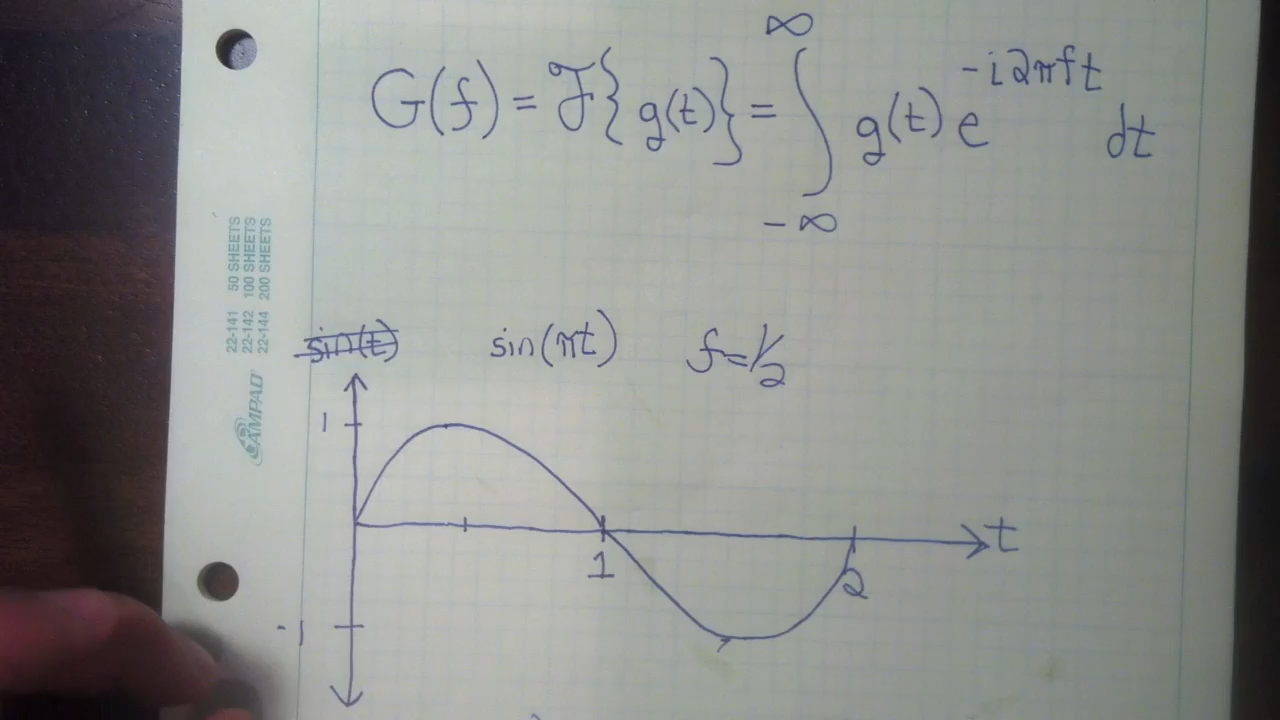 G(f) = ℱ{g(t)} = ∫_{-∞}^{∞} g(t) e^{-i2πft} dt
22-141 50 SHEETS
22-142 100 SHEETS
22-144 200 SHEETS
AMPAD
sin(t) sin(πt) f=1/2
1
t
1
2
-1